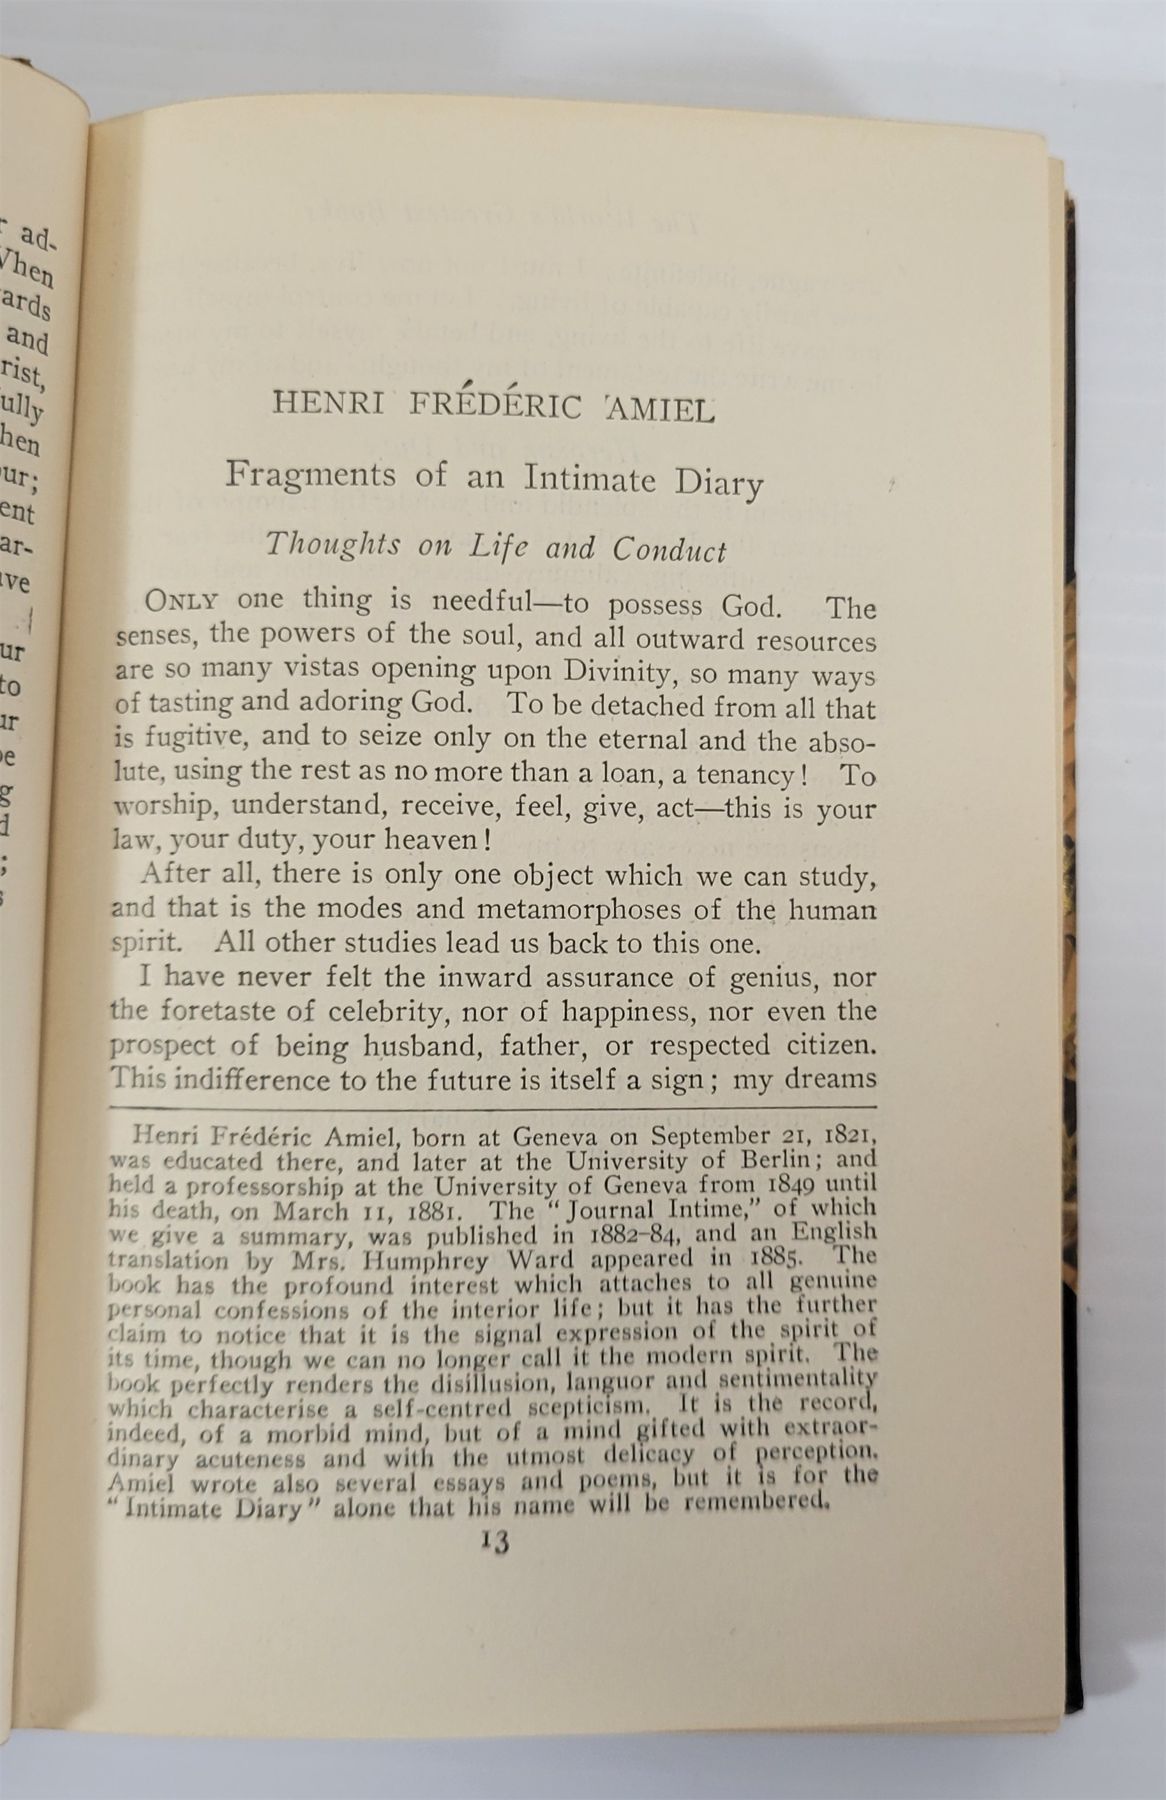 r ad-
When
ards
and
rist,
ully
hen
ur;
ent
ar-
ve
ur
to
ur
e
g
d
;
s
HENRI FRÉDÉRIC AMIEL
Fragments of an Intimate Diary
Thoughts on Life and Conduct
ONLY one thing is needful—to possess God. The
senses, the powers of the soul, and all outward resources
are so many vistas opening upon Divinity, so many ways
of tasting and adoring God. To be detached from all that
is fugitive, and to seize only on the eternal and the abso-
lute, using the rest as no more than a loan, a tenancy! To
worship, understand, receive, feel, give, act—this is your
law, your duty, your heaven!
After all, there is only one object which we can study,
and that is the modes and metamorphoses of the human
spirit. All other studies lead us back to this one.
I have never felt the inward assurance of genius, nor
the foretaste of celebrity, nor of happiness, nor even the
prospect of being husband, father, or respected citizen.
This indifference to the future is itself a sign; my dreams
Henri Frédéric Amiel, born at Geneva on September 21, 1821,
was educated there, and later at the University of Berlin; and
held a professorship at the University of Geneva from 1849 until
his death, on March 11, 1881. The "Journal Intime," of which
we give a summary, was published in 1882-84, and an English
translation by Mrs. Humphrey Ward appeared in 1885. The
book has the profound interest which attaches to all genuine
personal confessions of the interior life; but it has the further
claim to notice that it is the signal expression of the spirit of
its time, though we can no longer call it the modern spirit. The
book perfectly renders the disillusion, languor and sentimentality
which characterise a self-centred scepticism. It is the record,
indeed, of a morbid mind, but of a mind gifted with extraor-
dinary acuteness and with the utmost delicacy of perception.
Amiel wrote also several essays and poems, but it is for the
"Intimate Diary" alone that his name will be remembered.
13